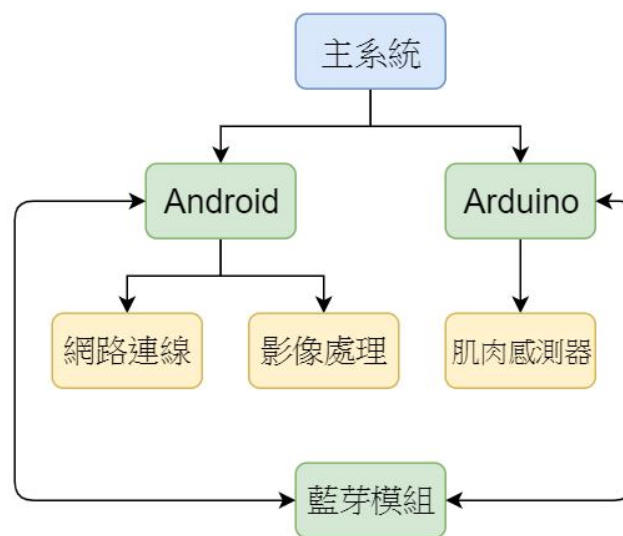 主系統
Android
Arduino
網路連線
影像處理
肌肉感測器
藍芽模組